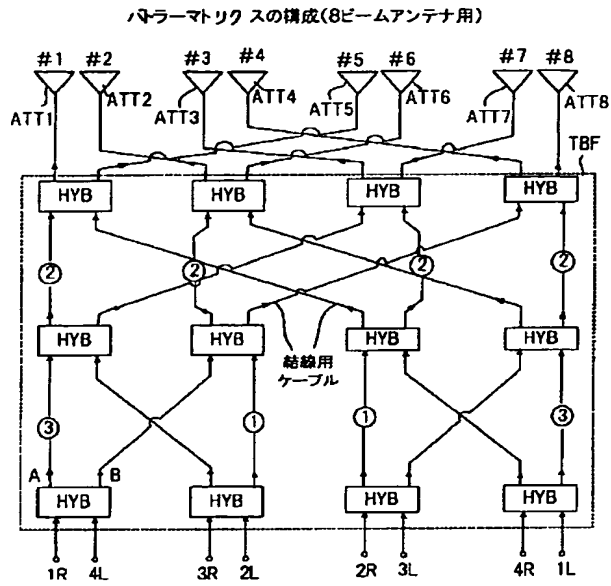 バトラーマトリクスの構成(8ビームアンテナ用)
#1 #2 #3 #4 #5 #6 #7 #8
ATT1 ATT2 ATT3 ATT4 ATT5 ATT6 ATT7 ATT8
TBF
HYB HYB HYB HYB
② ② ② ②
HYB HYB HYB HYB
結線用
ケーブル
③ ① ① ③
A B
HYB HYB HYB HYB
1R 4L 3R 2L 2R 3L 4R 1L